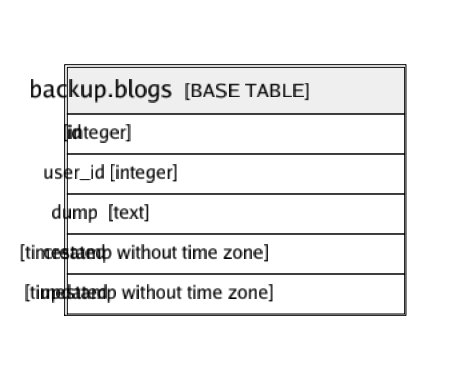 backup.blogs [BASE TABLE]
id [integer]
user_id [integer]
dump [text]
created [timestamp without time zone]
updated [timestamp without time zone]